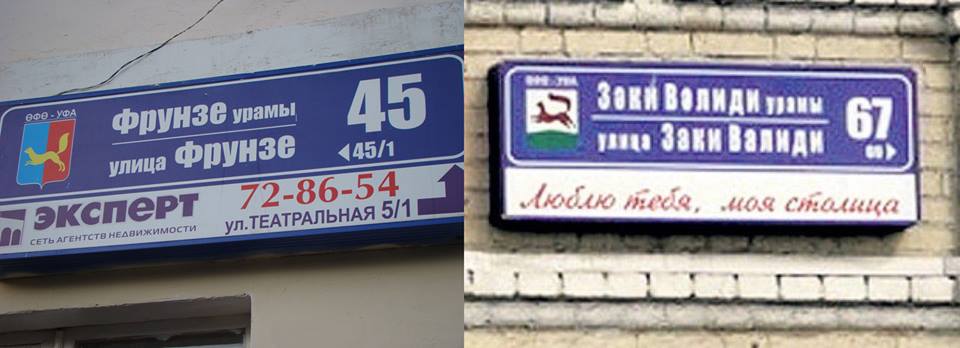 ӨФӨ - УФА
Фрунзе урамы
улица Фрунзе
45
45/1
ЭКСПЕРТ
СЕТЬ АГЕНТСТВ НЕДВИЖИМОСТИ
72-86-54
ул.ТЕАТРАЛЬНАЯ 5/1
ӨФӨ - УФА
Зәки Вәлиди урамы
улица Заки Валиди
67
Люблю тебя, моя столица